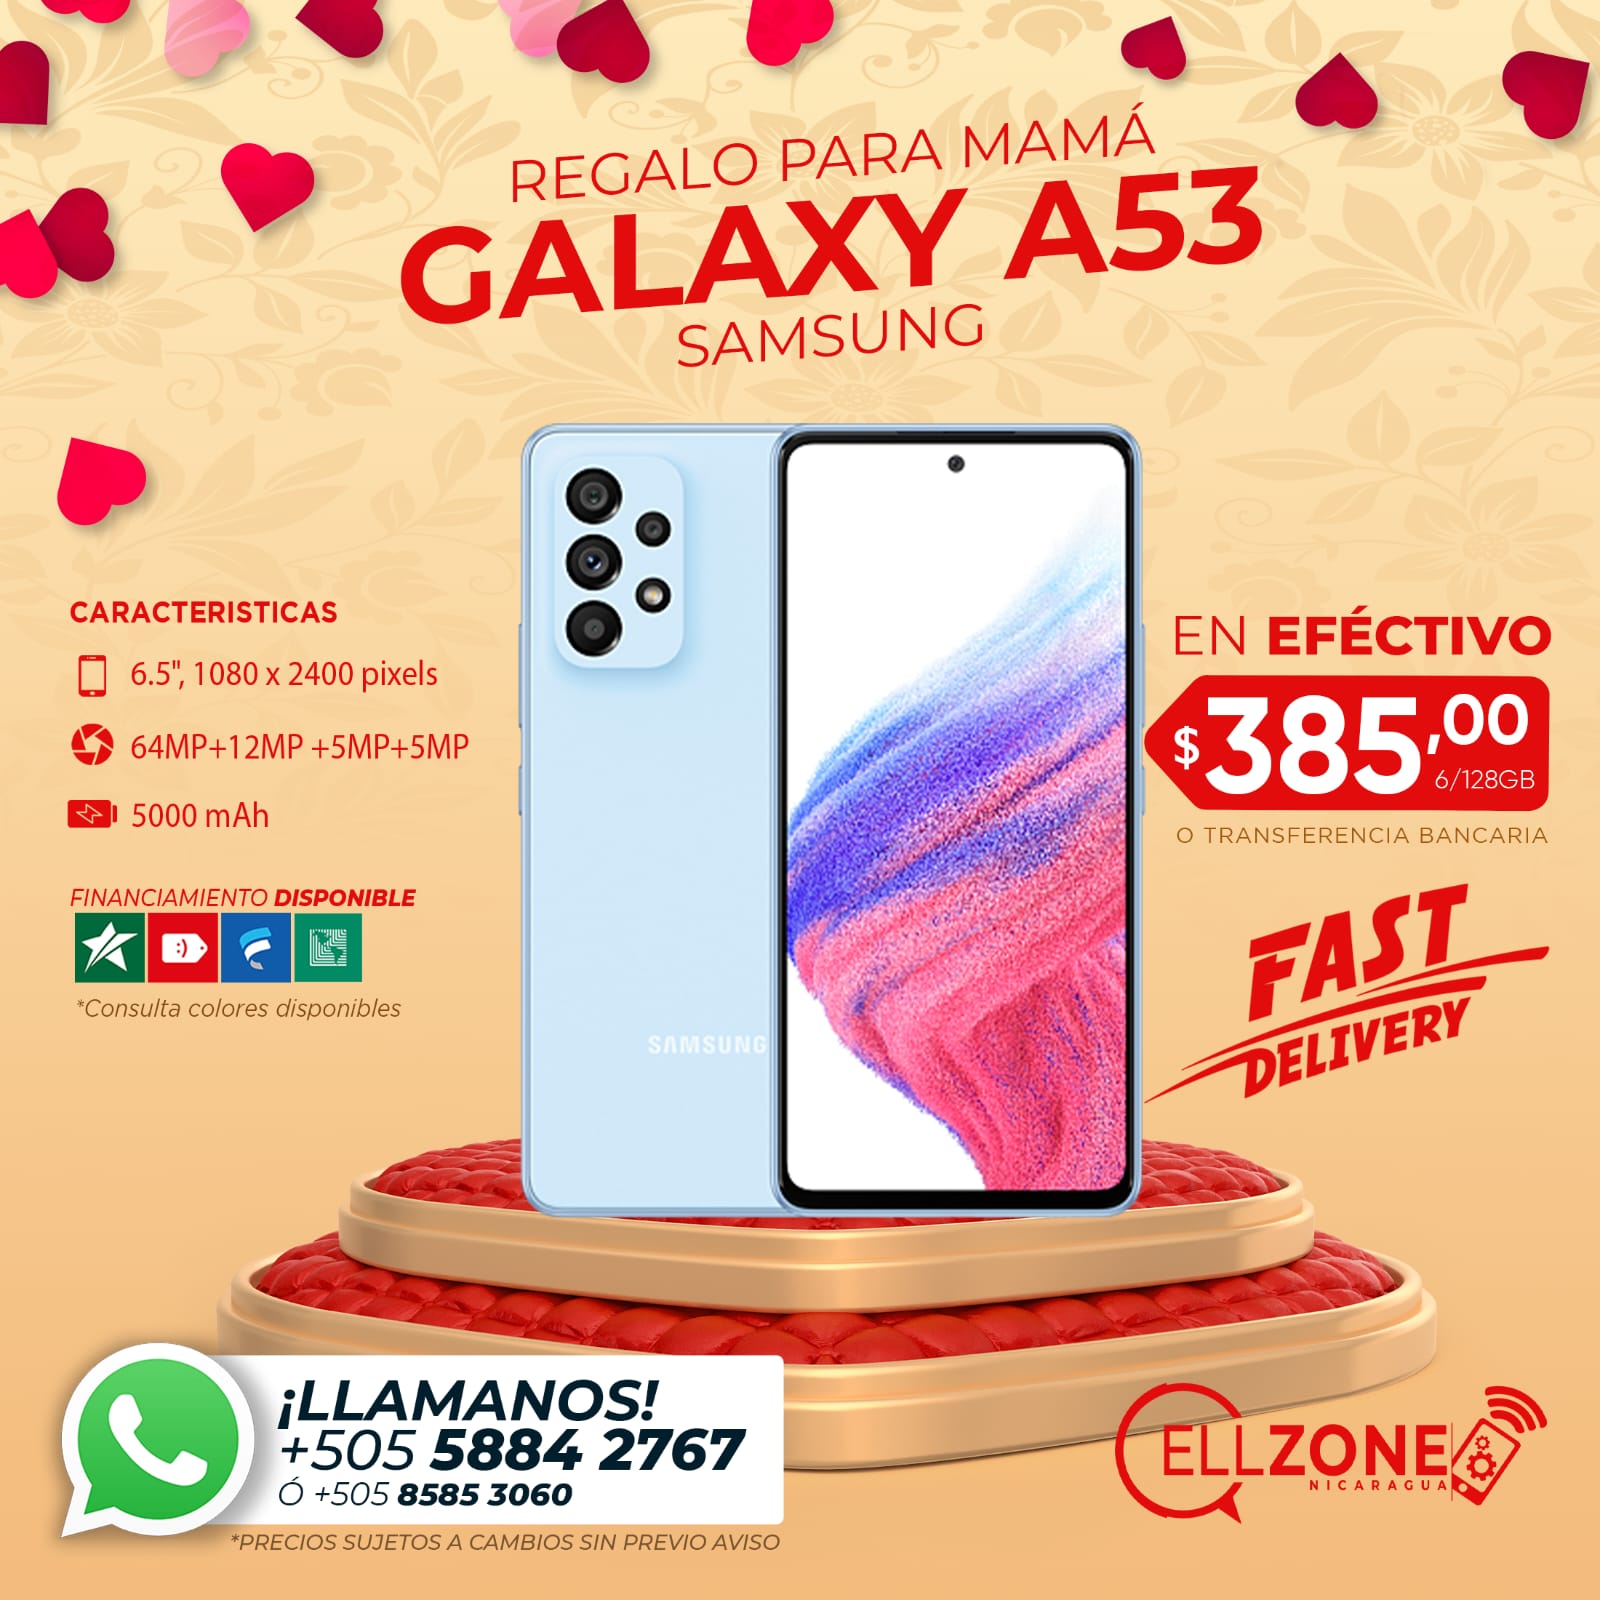 REGALO PARA MAMÁ
GALAXY A53
SAMSUNG
CARACTERISTICAS
6.5", 1080 x 2400 pixels
64MP+12MP +5MP+5MP
5000 mAh
FINANCIAMIENTO DISPONIBLE
*Consulta colores disponibles
SAMSUNG
EN EFÉCTIVO
$385,00
6/128GB
O TRANSFERENCIA BANCARIA
FAST
DELIVERY
¡LLAMANOS!
+505 5884 2767
Ó +505 8585 3060
*PRECIOS SUJETOS A CAMBIOS SIN PREVIO AVISO
CELLZONE
NICARAGUA